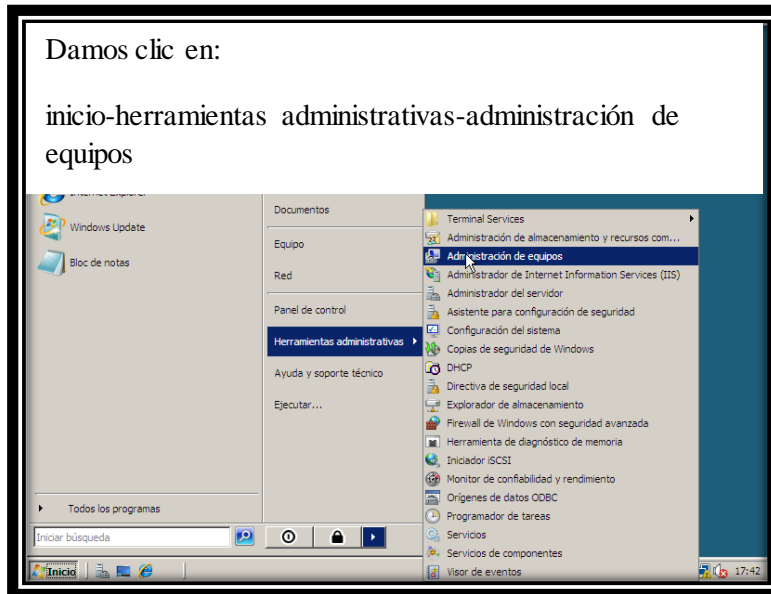 Damos clic en:
inicio-herramientas administrativas-administración de
equipos
Internet Explorer
Windows Update
Bloc de notas
Todos los programas
Iniciar búsqueda
Documentos
Equipo
Red
Panel de control
Herramientas administrativas
Ayuda y soporte técnico
Ejecutar...
Terminal Services
Administración de almacenamiento y recursos com...
Administración de equipos
Administrador de Internet Information Services (IIS)
Administrador del servidor
Asistente para configuración de seguridad
Configuración del sistema
Copias de seguridad de Windows
DHCP
Directiva de seguridad local
Explorador de almacenamiento
Firewall de Windows con seguridad avanzada
Herramienta de diagnóstico de memoria
Iniciador iSCSI
Monitor de confiabilidad y rendimiento
Orígenes de datos ODBC
Programador de tareas
Servicios
Servicios de componentes
Visor de eventos
Inicio
17:42